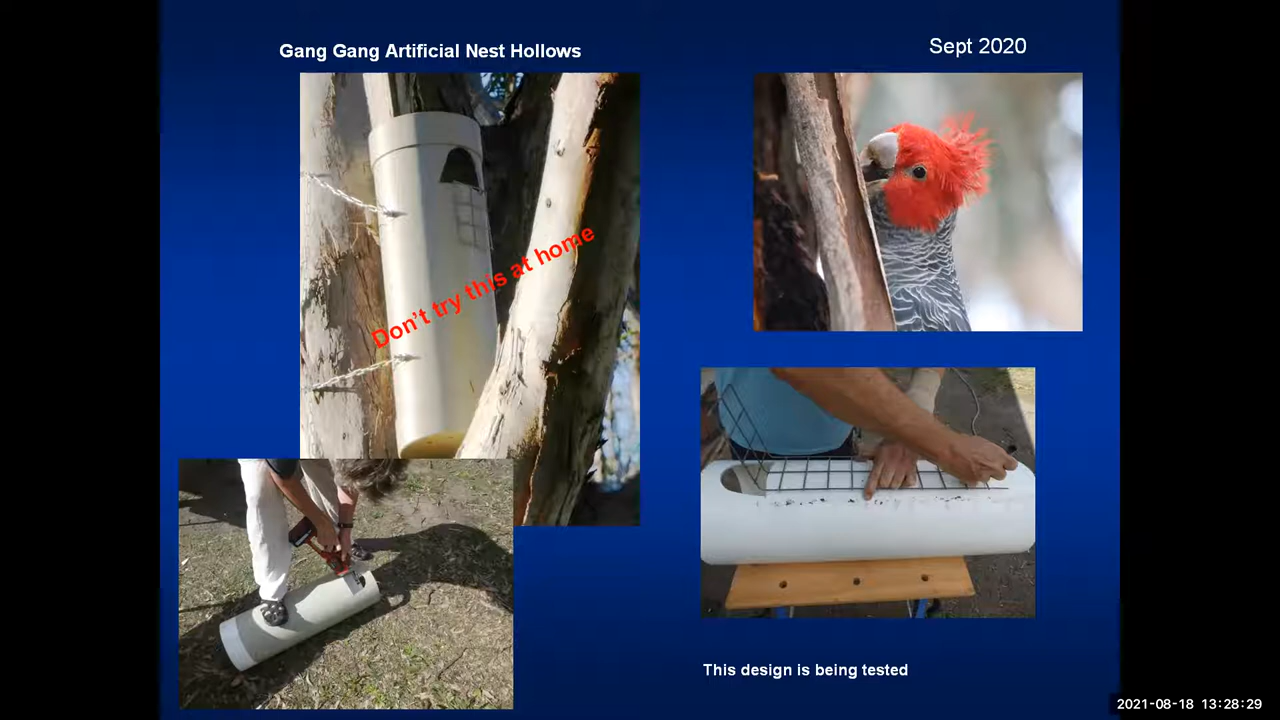 Gang Gang Artificial Nest Hollows
Sept 2020
Don't try this at home
This design is being tested
2021-08-18 13:28:29